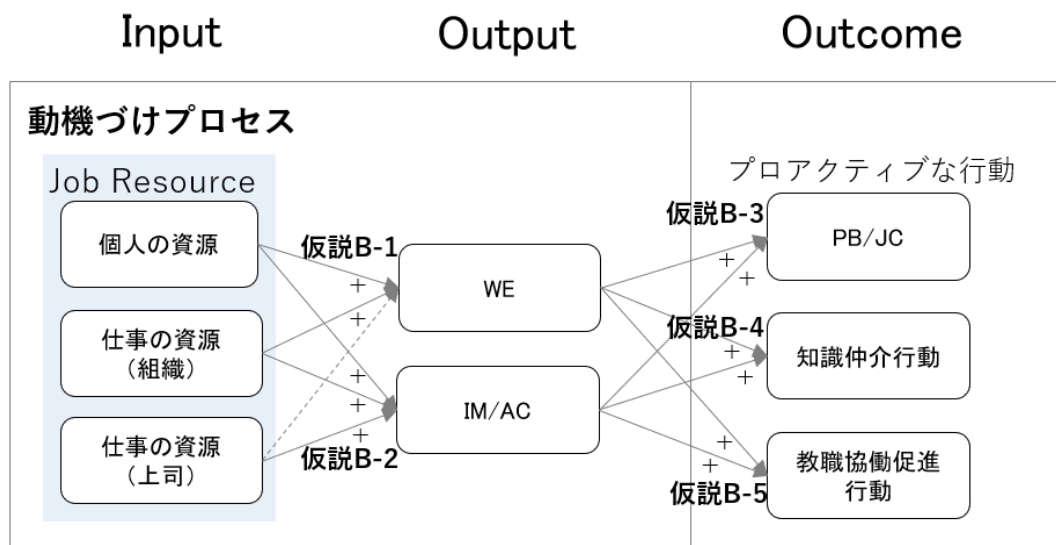 Input
Output
Outcome
動機づけプロセス
Job Resource
プロアクティブな行動
個人の資源
仮説B-1
仮説B-3
PB/JC
+
+
WE
+
+
仕事の資源
(組織)
仮説B-4
知識仲介行動
+
+
+
+
IM/AC
仕事の資源
(上司)
+
仮説B-2
+
+
教職協働促進
行動
仮説B-5